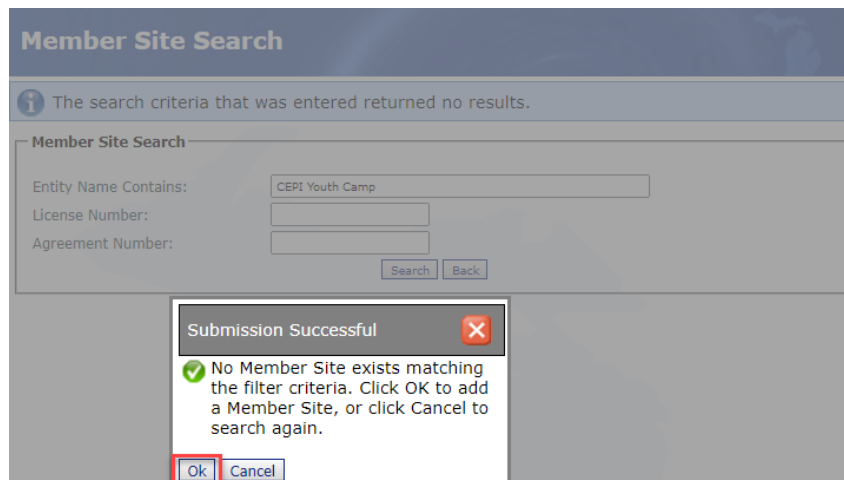 Member Site Search
The search criteria that was entered returned no results.
Member Site Search
Entity Name Contains: CEPI Youth Camp
License Number:
Agreement Number:
Search Back
Submission Successful
No Member Site exists matching
the filter criteria. Click OK to add
a Member Site, or click Cancel to
search again.
Ok Cancel